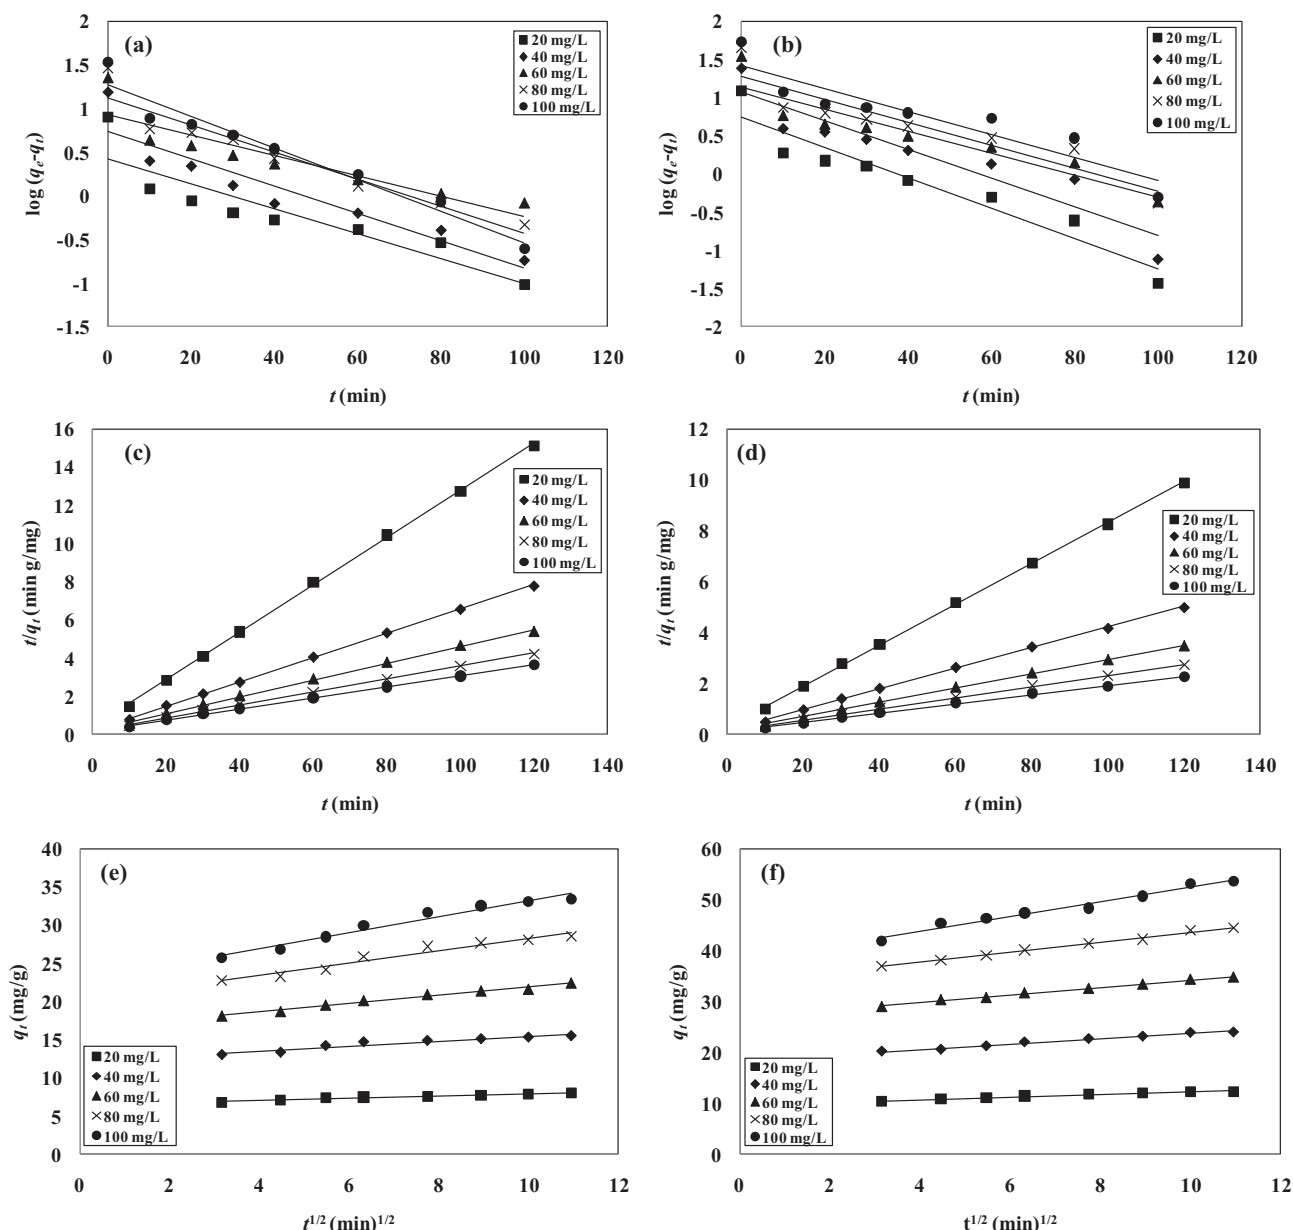 (a)
20 mg/L
40 mg/L
60 mg/L
80 mg/L
100 mg/L
2
1.5
1
0.5
0
-0.5
-1
-1.5
log (qe-qt)
0 20 40 60 80 100 120
t (min)
(b)
20 mg/L
40 mg/L
60 mg/L
80 mg/L
100 mg/L
2
1.5
1
0.5
0
-0.5
-1
-1.5
-2
log (qe-qt)
0 20 40 60 80 100 120
t (min)
(c)
20 mg/L
40 mg/L
60 mg/L
80 mg/L
100 mg/L
16
14
12
10
8
6
4
2
0
t/qt (min g/mg)
0 20 40 60 80 100 120 140
t (min)
(d)
20 mg/L
40 mg/L
60 mg/L
80 mg/L
100 mg/L
12
10
8
6
4
2
0
t/qt (min g/mg)
0 20 40 60 80 100 120 140
t (min)
(e)
40
35
30
25
20
15
10
5
0
qt (mg/g)
20 mg/L
40 mg/L
60 mg/L
80 mg/L
100 mg/L
0 2 4 6 8 10 12
t1/2 (min)1/2
(f)
60
50
40
30
20
10
0
qt (mg/g)
20 mg/L
40 mg/L
60 mg/L
80 mg/L
100 mg/L
0 2 4 6 8 10 12
t1/2 (min)1/2